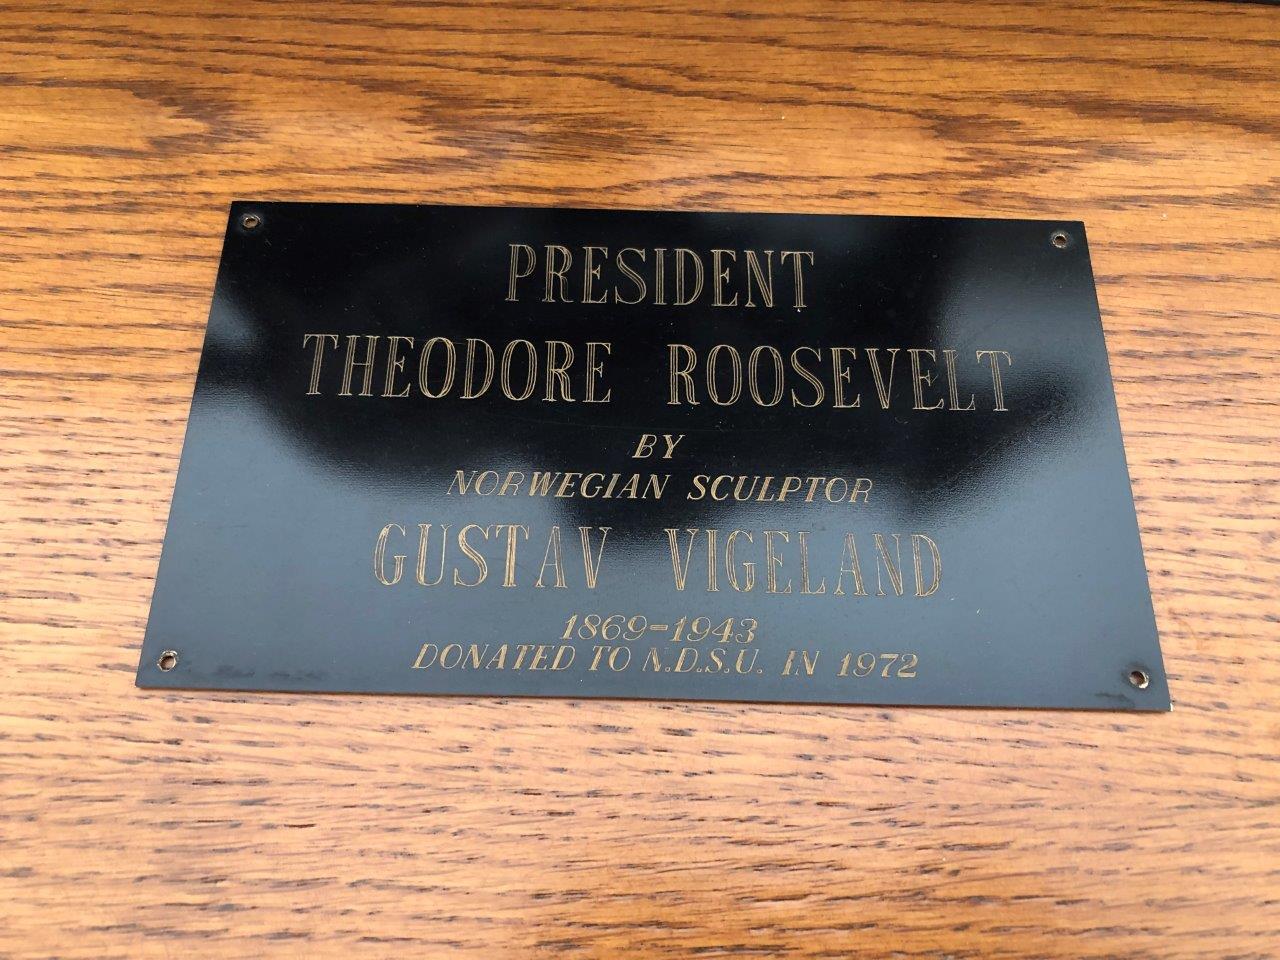 PRESIDENT
THEODORE ROOSEVELT
BY
NORWEGIAN SCULPTOR
GUSTAV VIGELAND
1869-1943
DONATED TO N.D.S.U. IN 1972